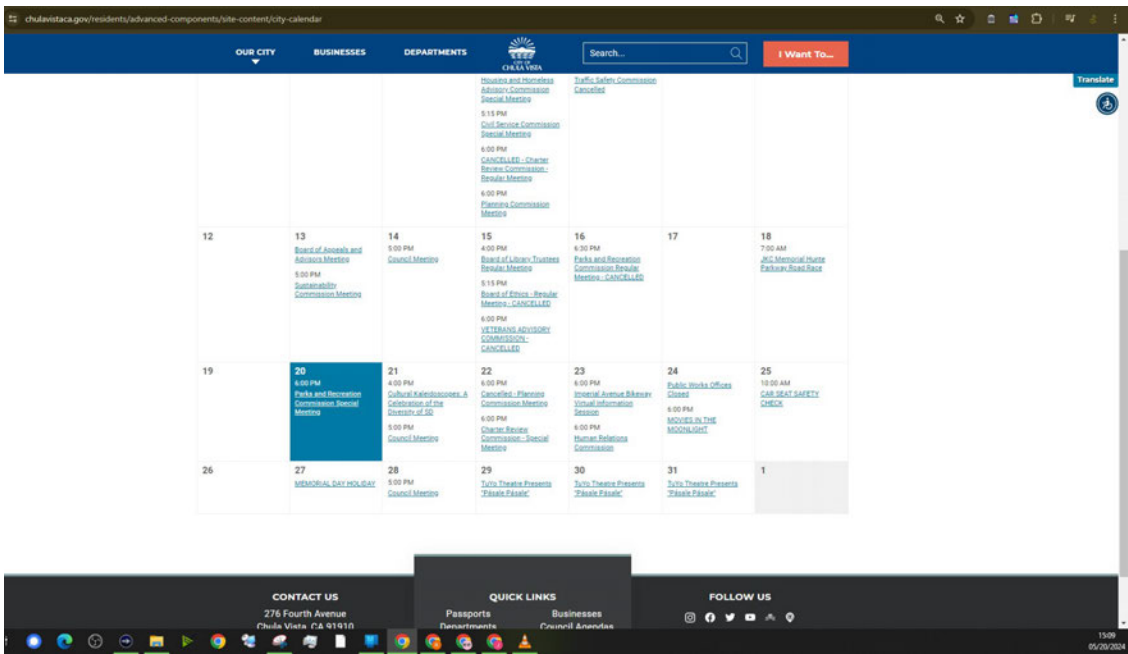 chulavistaca.gov/residents/advanced-components/site-content/city-calendar
OUR CITY
BUSINESSES
DEPARTMENTS
CITY OF
CHULA VISTA
Search...
I Want To...
Translate
Housing and Homeless
Advisory Commission
Special Meeting
5:15 PM
Civil Service Commission
Special Meeting
6:00 PM
CANCELLED - Charter
Review Commission -
Regular Meeting
6:00 PM
Planning Commission
Meeting
Traffic Safety Commission
Cancelled
12
13
Board of Appeals and
Advisors Meeting
5:00 PM
Sustainability
Commission Meeting
14
5:00 PM
Council Meeting
15
4:00 PM
Board of Library Trustees
Regular Meeting
5:15 PM
Board of Ethics - Regular
Meeting - CANCELLED
6:00 PM
VETERANS ADVISORY
COMMISSION -
CANCELLED
16
6:30 PM
Parks and Recreation
Commission Regular
Meeting - CANCELLED
17
18
7:00 AM
JKC Memorial Hunte
Parkway Road Race
19
20
6:00 PM
Parks and Recreation
Commission Special
Meeting
21
4:00 PM
Cultural Kaleidoscopes: A
Celebration of the
Diversity of SD
5:00 PM
Council Meeting
22
6:00 PM
Cancelled - Planning
Commission Meeting
6:00 PM
Charter Review
Commission - Special
Meeting
23
6:00 PM
Imperial Avenue Bikeway
Virtual Information
Session
6:00 PM
Human Relations
Commission
24
Public Works Offices
Closed
6:00 PM
MOVIES IN THE
MOONLIGHT
25
10:00 AM
CAR SEAT SAFETY
CHECK
26
27
MEMORIAL DAY HOLIDAY
28
5:00 PM
Council Meeting
29
TuYo Theatre Presents
"Pásale Pásale"
30
TuYo Theatre Presents
"Pásale Pásale"
31
TuYo Theatre Presents
"Pásale Pásale"
1
CONTACT US
276 Fourth Avenue
Chula Vista, CA 91910
QUICK LINKS
Passports
Businesses
Departments
Council Agendas
FOLLOW US
15:09
05/20/2024